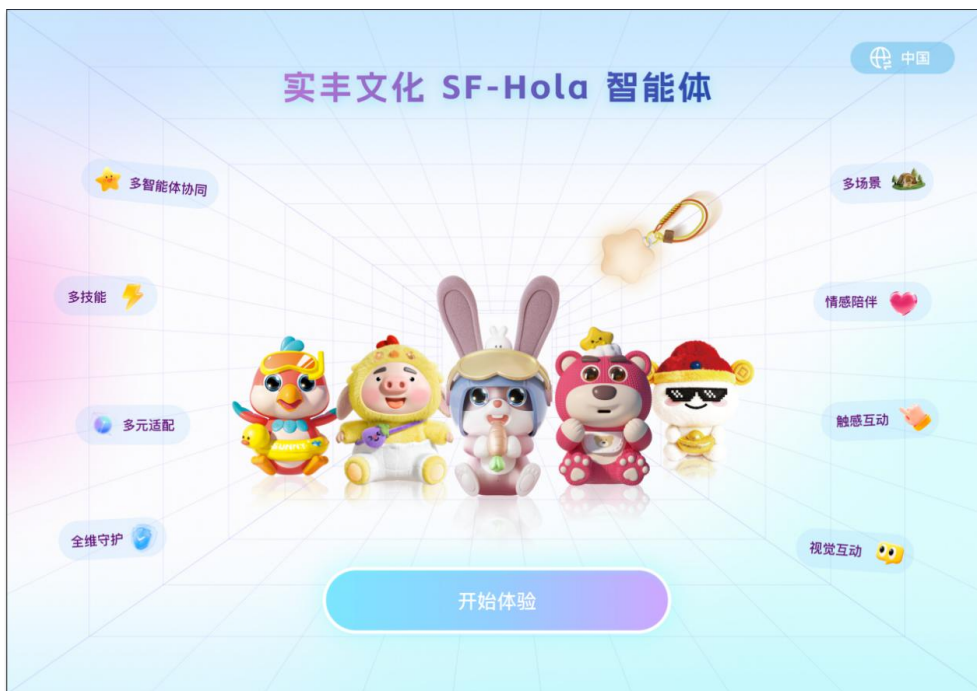 中国
实丰文化 SF-Hola 智能体
多智能体协同
多场景
多技能
情感陪伴
多元适配
触感互动
全维守护
视觉互动
开始体验